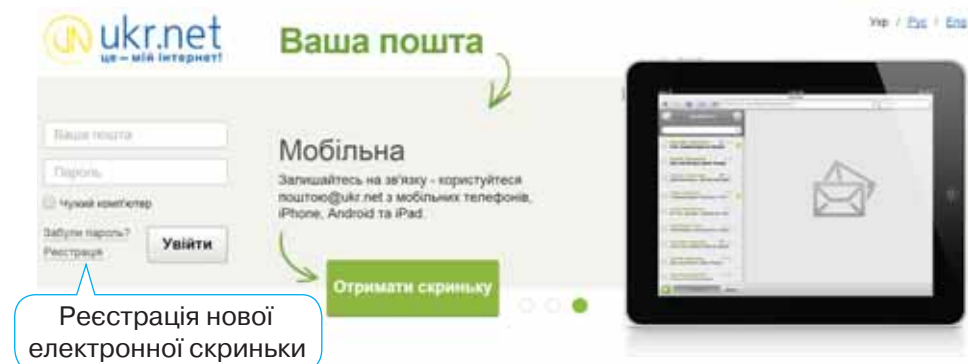 ukr.net
це – мій інтернет!
Ваша пошта
Укр / Рус / Eng
Ваша пошта
Пароль
Чужий комп'ютер
Забули пароль?
Реєстрація
Увійти
Мобільна
Залишайтесь на зв'язку - користуйтеся
поштою@ukr.net з мобільних телефонів,
iPhone, Android та iPad.
Отримати скриньку
Реєстрація нової
електронної скриньки